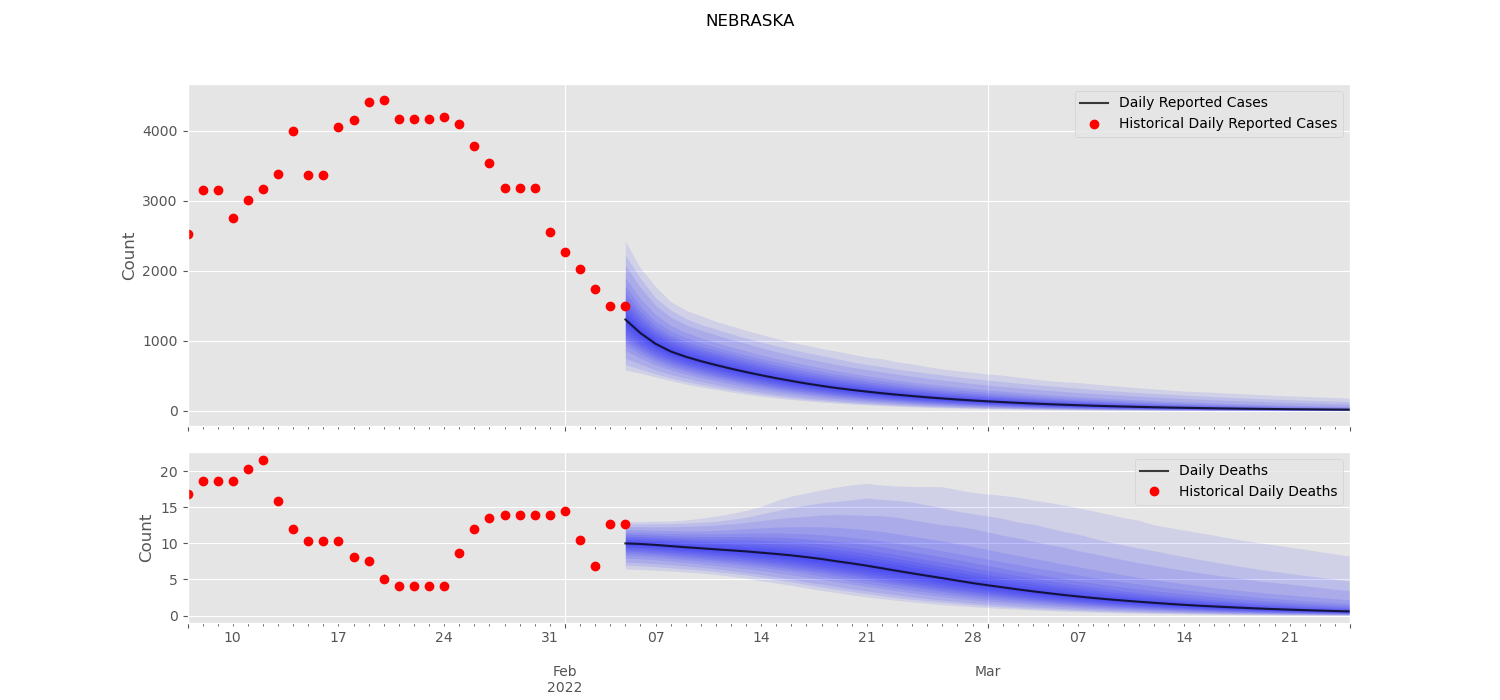 NEBRASKA
Daily Reported Cases
Historical Daily Reported Cases
Count
4000
3000
2000
1000
0
Daily Deaths
Historical Daily Deaths
Count
20
15
10
5
0
10 17 24 31 07 14 21 28 07 14 21
Feb Mar
2022